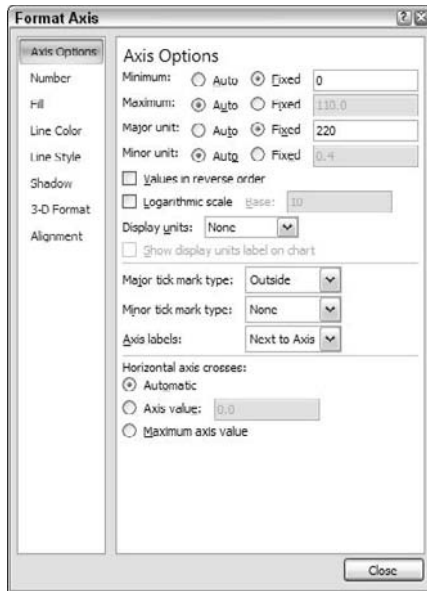 Format Axis
Axis Options
Number
Fill
Line Color
Line Style
Shadow
3-D Format
Alignment
Axis Options
Minimum: Auto Fixed 0
Maximum: Auto Fixed 110.0
Major unit: Auto Fixed 220
Minor unit: Auto Fixed 0.4
Values in reverse order
Logarithmic scale Base: 10
Display units: None
Show display units label on chart
Major tick mark type: Outside
Minor tick mark type: None
Axis labels: Next to Axis
Horizontal axis crosses:
Automatic
Axis value: 0.0
Maximum axis value
Close